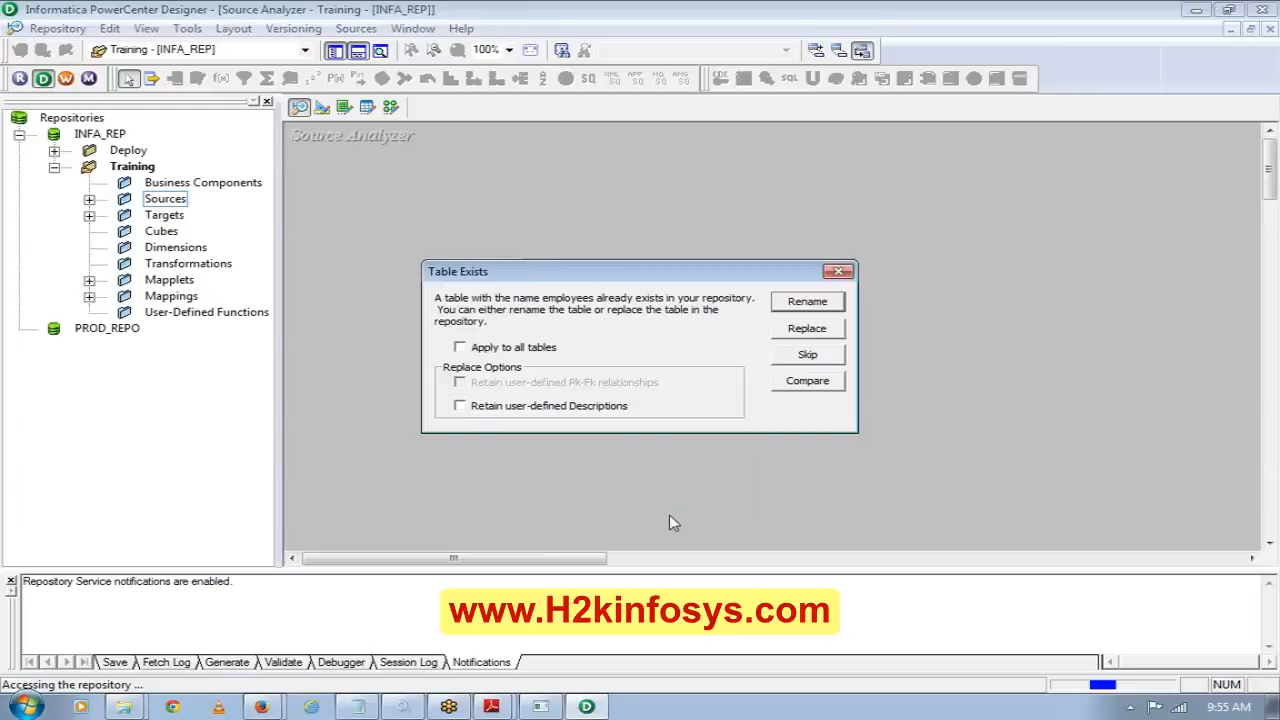 Informatica PowerCenter Designer - [Source Analyzer - Training - [INFA_REP]]
Repository Edit View Tools Layout Versioning Sources Window Help
Training - [INFA_REP] 100%
R D W M
Repositories
INFA_REP
Deploy
Training
Business Components
Sources
Targets
Cubes
Dimensions
Transformations
Mapplets
Mappings
User-Defined Functions
PROD_REPO
Source Analyzer
Table Exists
A table with the name employees already exists in your repository.
You can either rename the table or replace the table in the
repository.
Apply to all tables
Replace Options
Retain user-defined Pk-Fk relationships
Retain user-defined Descriptions
Rename
Replace
Skip
Compare
Repository Service notifications are enabled.
www.H2kinfosys.com
Save Fetch Log Generate Validate Debugger Session Log Notifications
Accessing the repository ... NUM
9:55 AM